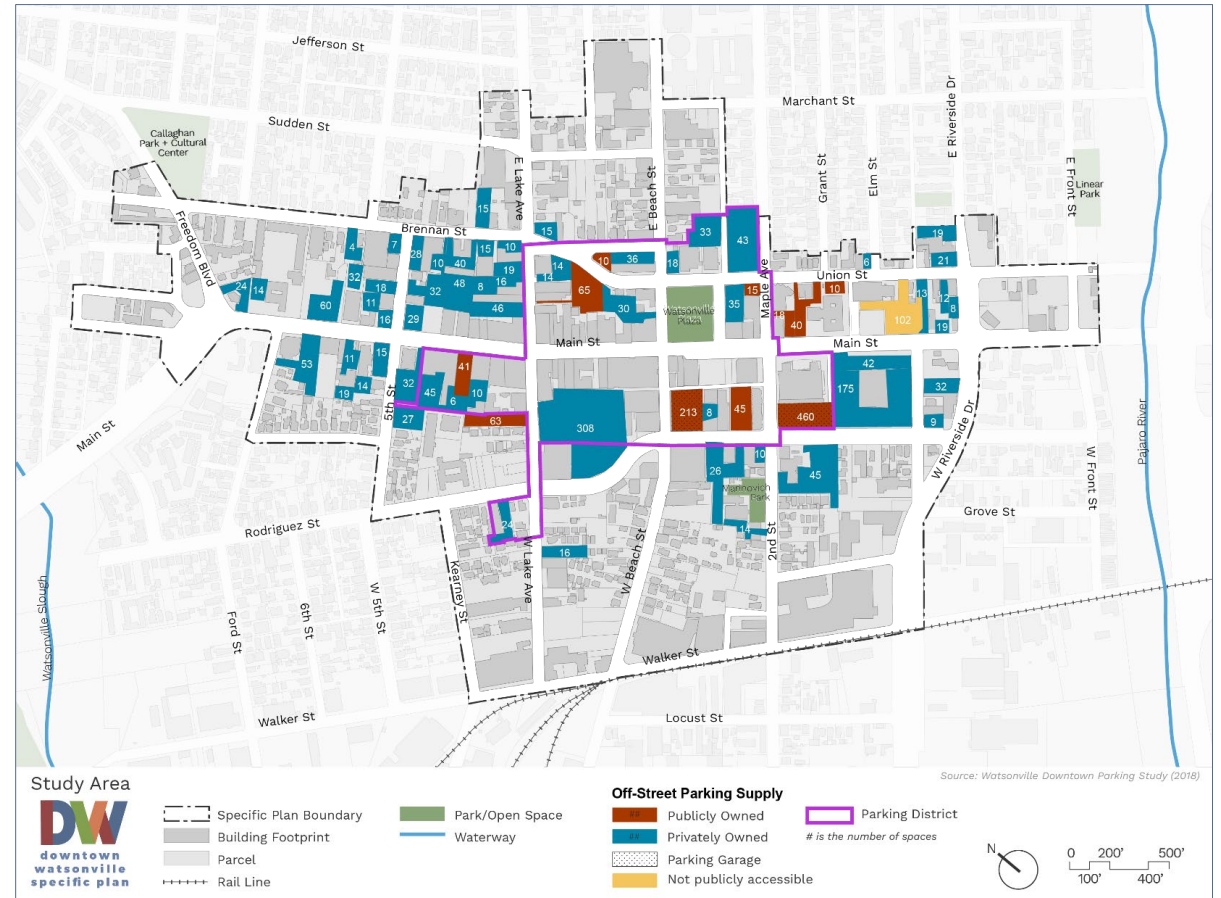 Jefferson St
Marchant St
Sudden St
Callaghan
Park + Cultural
Center
E Lake Ave
E Beach St
Grant St
Elm St
E Riverside Dr
E Front St
Linear
Park
15
Brennan St
15
33
43
19
Freedom Blvd
4
7
28
10
40
15
10
14
10
36
18
6
21
Union St
Maple Ave
32
18
32
48
8
19
16
14
65
24
14
60
11
16
29
46
30
Watsonville
Plaza
35
15
18
40
10
102
13
12
8
19
Main St
Main St
53
11
15
19
14
5th St
32
45
41
6
10
42
175
32
27
63
308
213
8
45
460
9
Main St
26
10
45
Marinovich
Park
14
2nd St
W Riverside Dr
W Front St
Pajaro River
Grove St
Rodriguez St
24
16
W Lake Ave
W Beach St
Kearney St
W 5th St
6th St
Ford St
Watsonville Slough
Walker St
Walker St
Locust St
Source: Watsonville Downtown Parking Study (2018)
Study Area
DW
downtown
watsonville
specific plan
Specific Plan Boundary
Building Footprint
Parcel
Rail Line
Park/Open Space
Waterway
Off-Street Parking Supply
## Publicly Owned
## Privately Owned
Parking Garage
Not publicly accessible
Parking District
# is the number of spaces
N
0 200' 500'
100' 400'